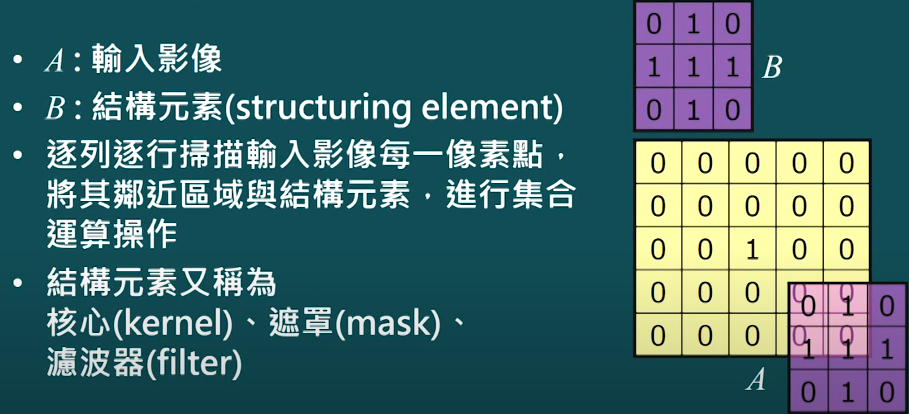 • A : 輸入影像
• B : 結構元素(structuring element)
• 逐列逐行掃描輸入影像每一像素點，
將其鄰近區域與結構元素，進行集合
運算操作
• 結構元素又稱為
核心(kernel)、遮罩(mask)、
濾波器(filter)
0 1 0
1 1 1
0 1 0
B
0 0 0 0 0
0 0 0 0 0
0 0 1 0 0
0 0 0 0 0
0 0 0 0 0
0 1 0
1 1 1
0 1 0
A